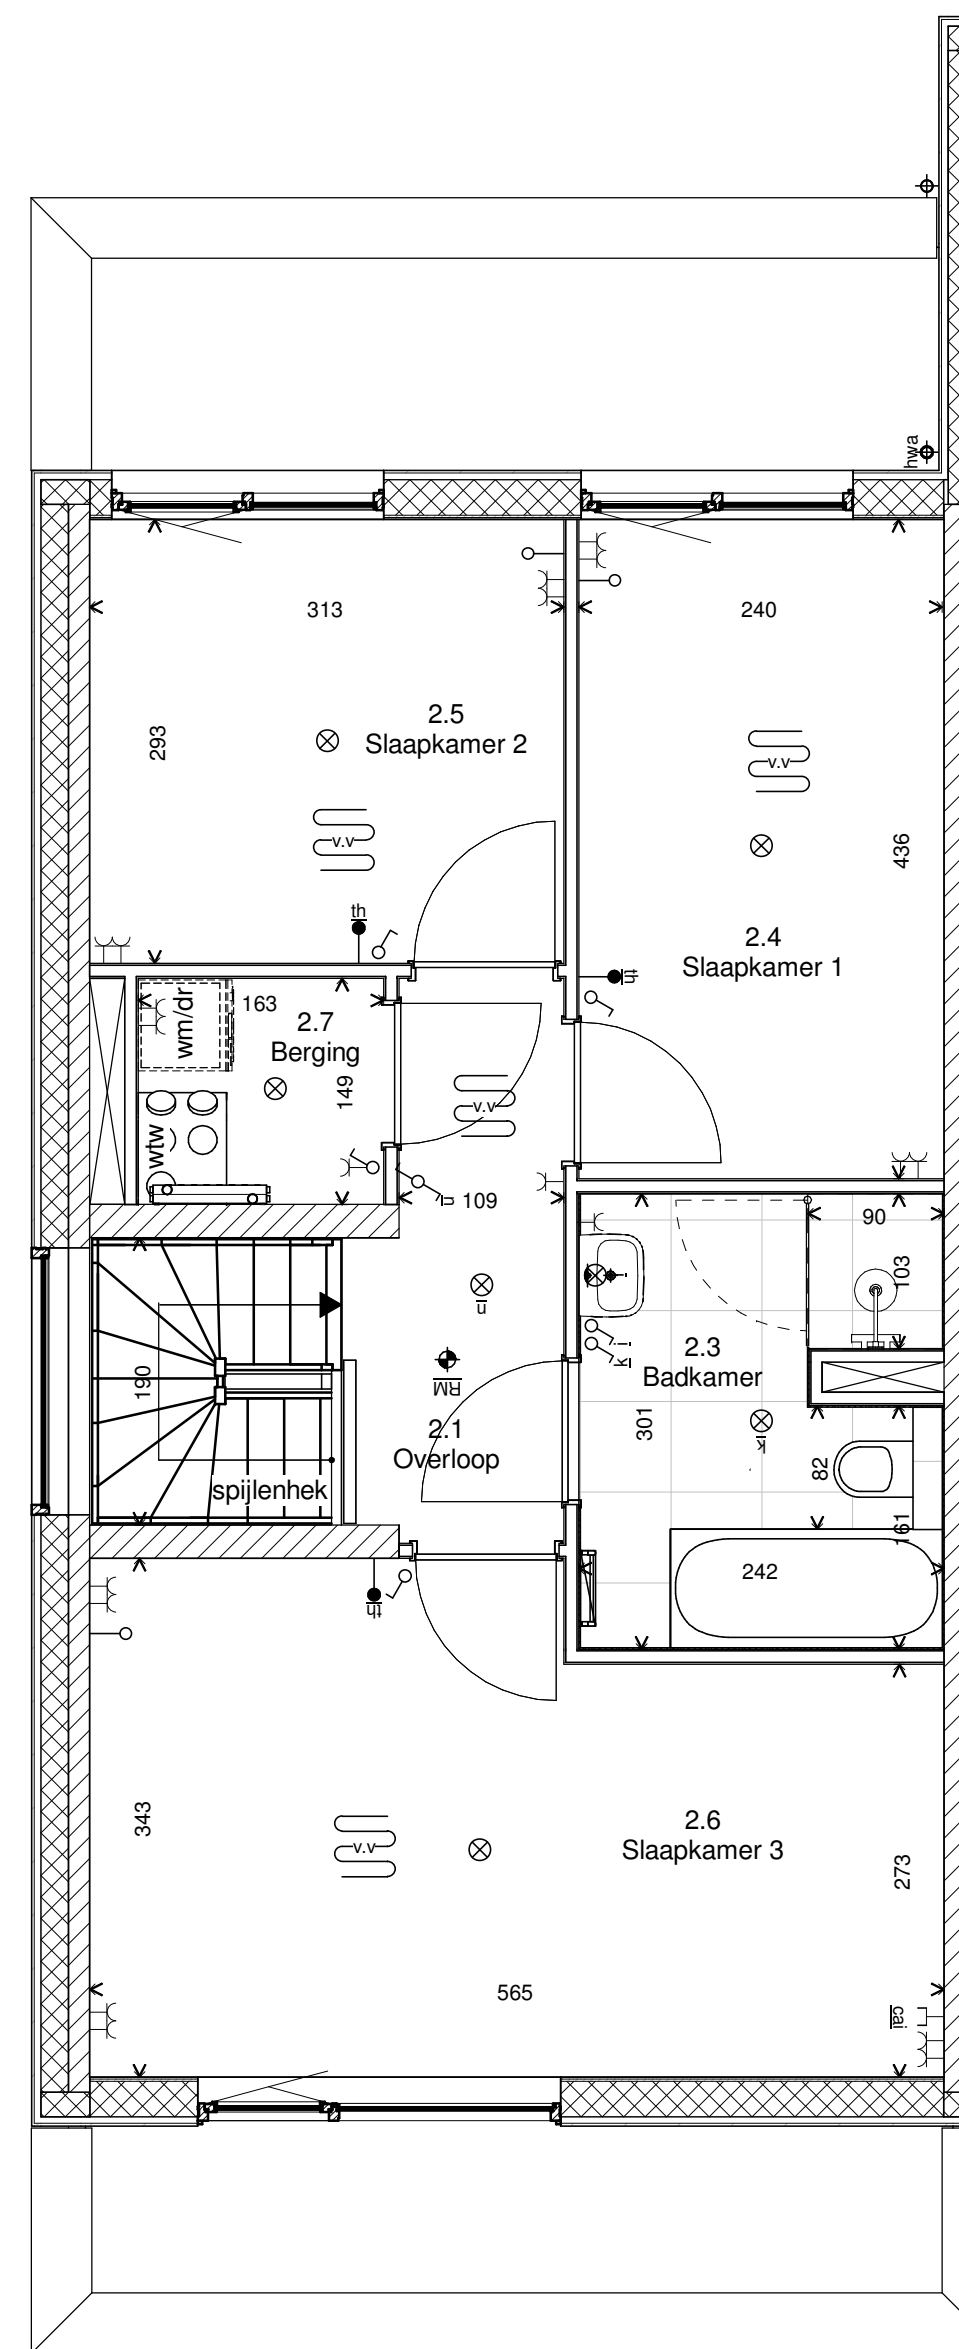 hwa
313
240
293
2.5
Slaapkamer 2
v.v
v.v
436
th
2.4
Slaapkamer 1
th
wm/dr
163
2.7
Berging
149
v.v
wtw
n
109
90
103
n
190
RM
k i
2.3
Badkamer
301
k
2.1
Overloop
82
spijlenhek
161
242
th
343
v.v
2.6
Slaapkamer 3
273
565
cai